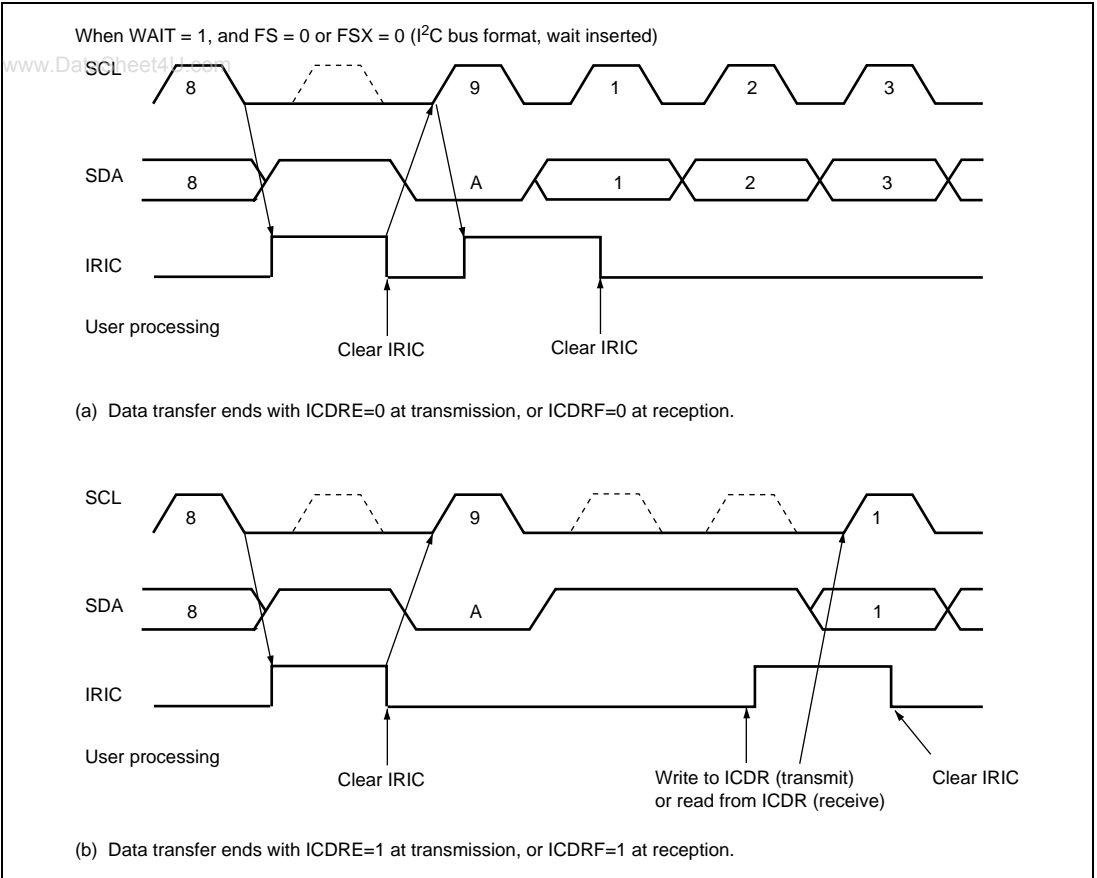 When WAIT = 1, and FS = 0 or FSX = 0 (I²C bus format, wait inserted)
www.DataSheet4U.com
SCL
8 9 1 2 3
SDA
8 A 1 2 3
IRIC
User processing
Clear IRIC Clear IRIC
(a) Data transfer ends with ICDRE=0 at transmission, or ICDRF=0 at reception.
SCL
8 9 1
SDA
8 A 1
IRIC
User processing
Clear IRIC
Write to ICDR (transmit)
or read from ICDR (receive)
Clear IRIC
(b) Data transfer ends with ICDRE=1 at transmission, or ICDRF=1 at reception.